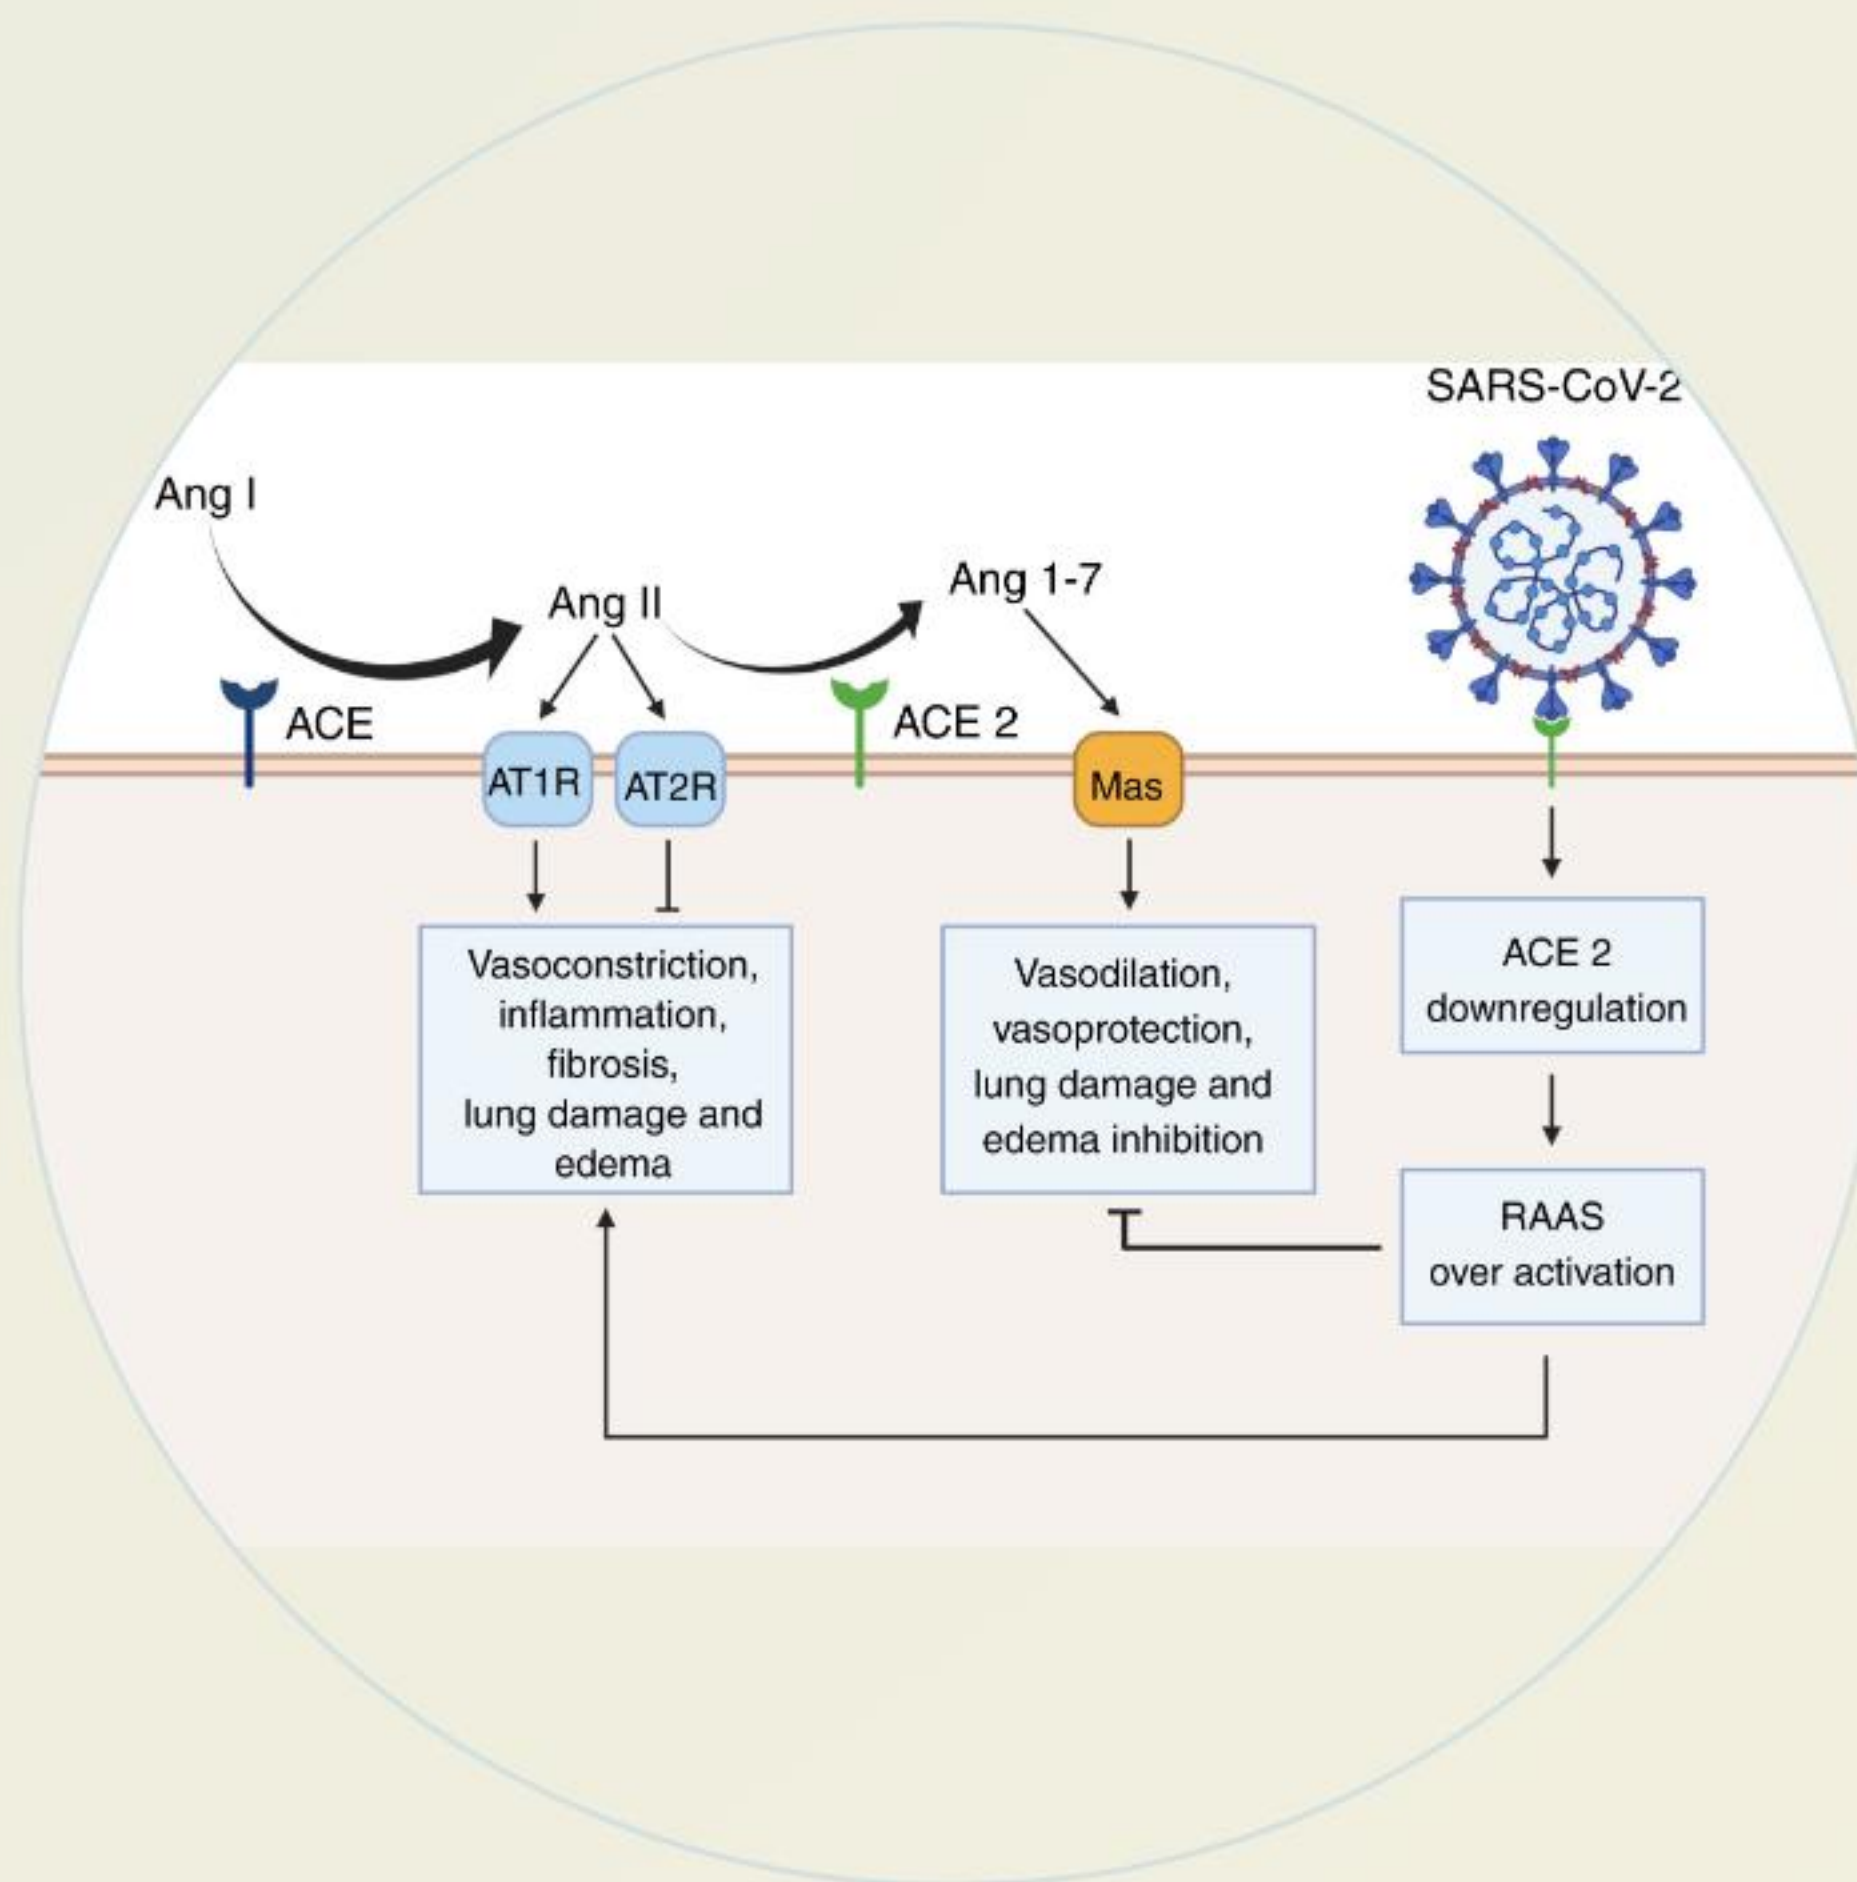 SARS-CoV-2
Ang I
Ang II
Ang 1-7
ACE
ACE 2
AT1R
AT2R
Mas
Vasoconstriction,
inflammation,
fibrosis,
lung damage and
edema
Vasodilation,
vasoprotection,
lung damage and
edema inhibition
ACE 2
downregulation
RAAS
over activation